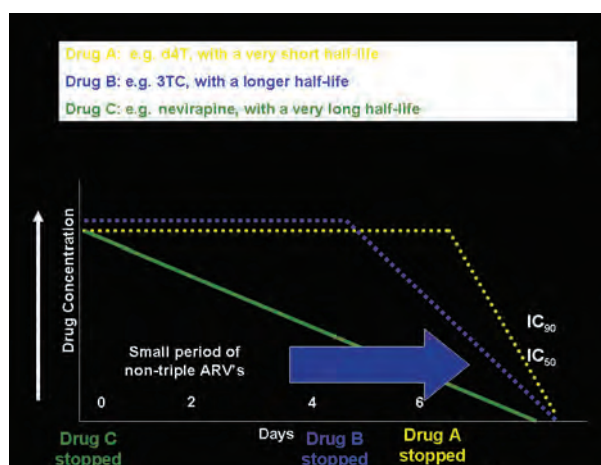 Drug A: e.g. d4T, with a very short half-life
Drug B: e.g. 3TC, with a longer half-life
Drug C: e.g. nevirapine, with a very long half-life
Drug Concentration
IC90
IC50
Small period of
non-triple ARV's
0 2 4 6
Days
Drug C
stopped
Drug B
stopped
Drug A
stopped